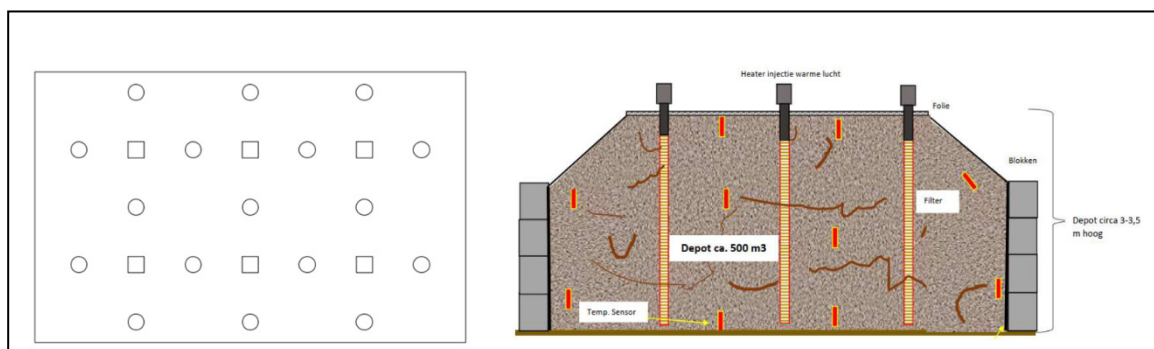 Heater injectie warme lucht
Folie
Blokken
Filter
Depot circa 3-3,5
m hoog
Depot ca. 500 m3
Temp. Sensor